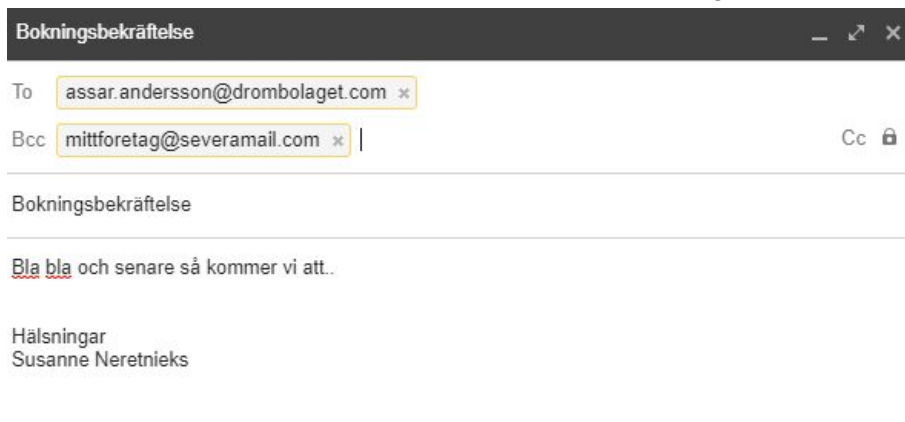 Bokningsbekräftelse
To assar.andersson@drombolaget.com
Bcc mittforetag@severamail.com Cc
Bokningsbekräftelse
Bla bla och senare så kommer vi att..
Hälsningar
Susanne Neretnieks